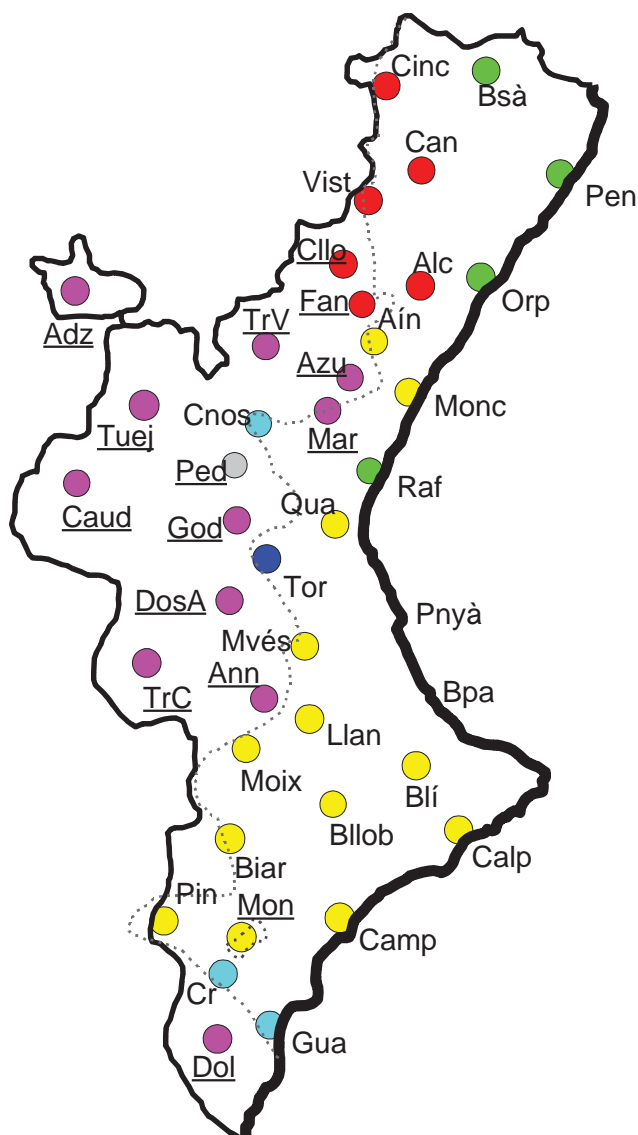 Cinc
Bsà
Can
Vist
Pen
Cllo
Alc
Fan
Orp
Adz
TrV
Aín
Azu
Monc
Cnos
Tuej
Mar
Ped
Raf
Caud
Qua
God
Tor
DosA
Pnyà
Mvés
Ann
TrC
Bpa
Llan
Moix
Blí
Bllob
Calp
Biar
Pin
Mon
Camp
Cr
Gua
Dol